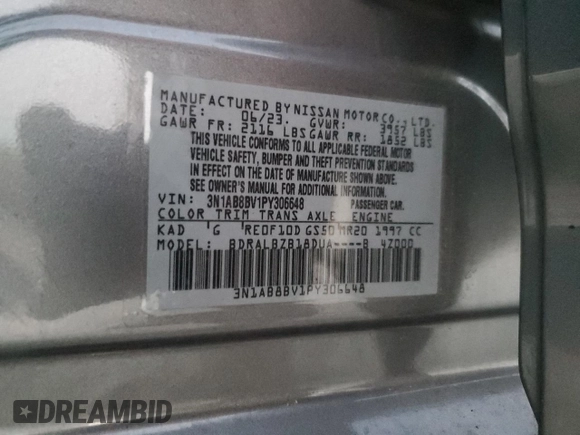 MANUFACTURED BY NISSAN MOTOR CO., LTD.
DATE: 06/23. GVWR: 3957 LBS
GAWR FR: 2116 LBS GAWR RR: 1852 LBS
THIS VEHICLE CONFORMS TO ALL APPLICABLE FEDERAL MOTOR
VEHICLE SAFETY, BUMPER AND THEFT PREVENTION STANDARDS
IN EFFECT ON THE DATE OF MANUFACTURE SHOWN ABOVE.
SEE OWNER'S MANUAL FOR ADDITIONAL INFORMATION.
VIN: 3N1AB8BV1PY306648 PASSENGER CAR.
COLOR TRIM TRANS AXLE ENGINE
KAD 'G 'REOF10D GS50 MR20 1997 CC
MODEL: BDRALBZB18DUA----B 4Z000
3N1AB8BV1PY306648
DREAMBID